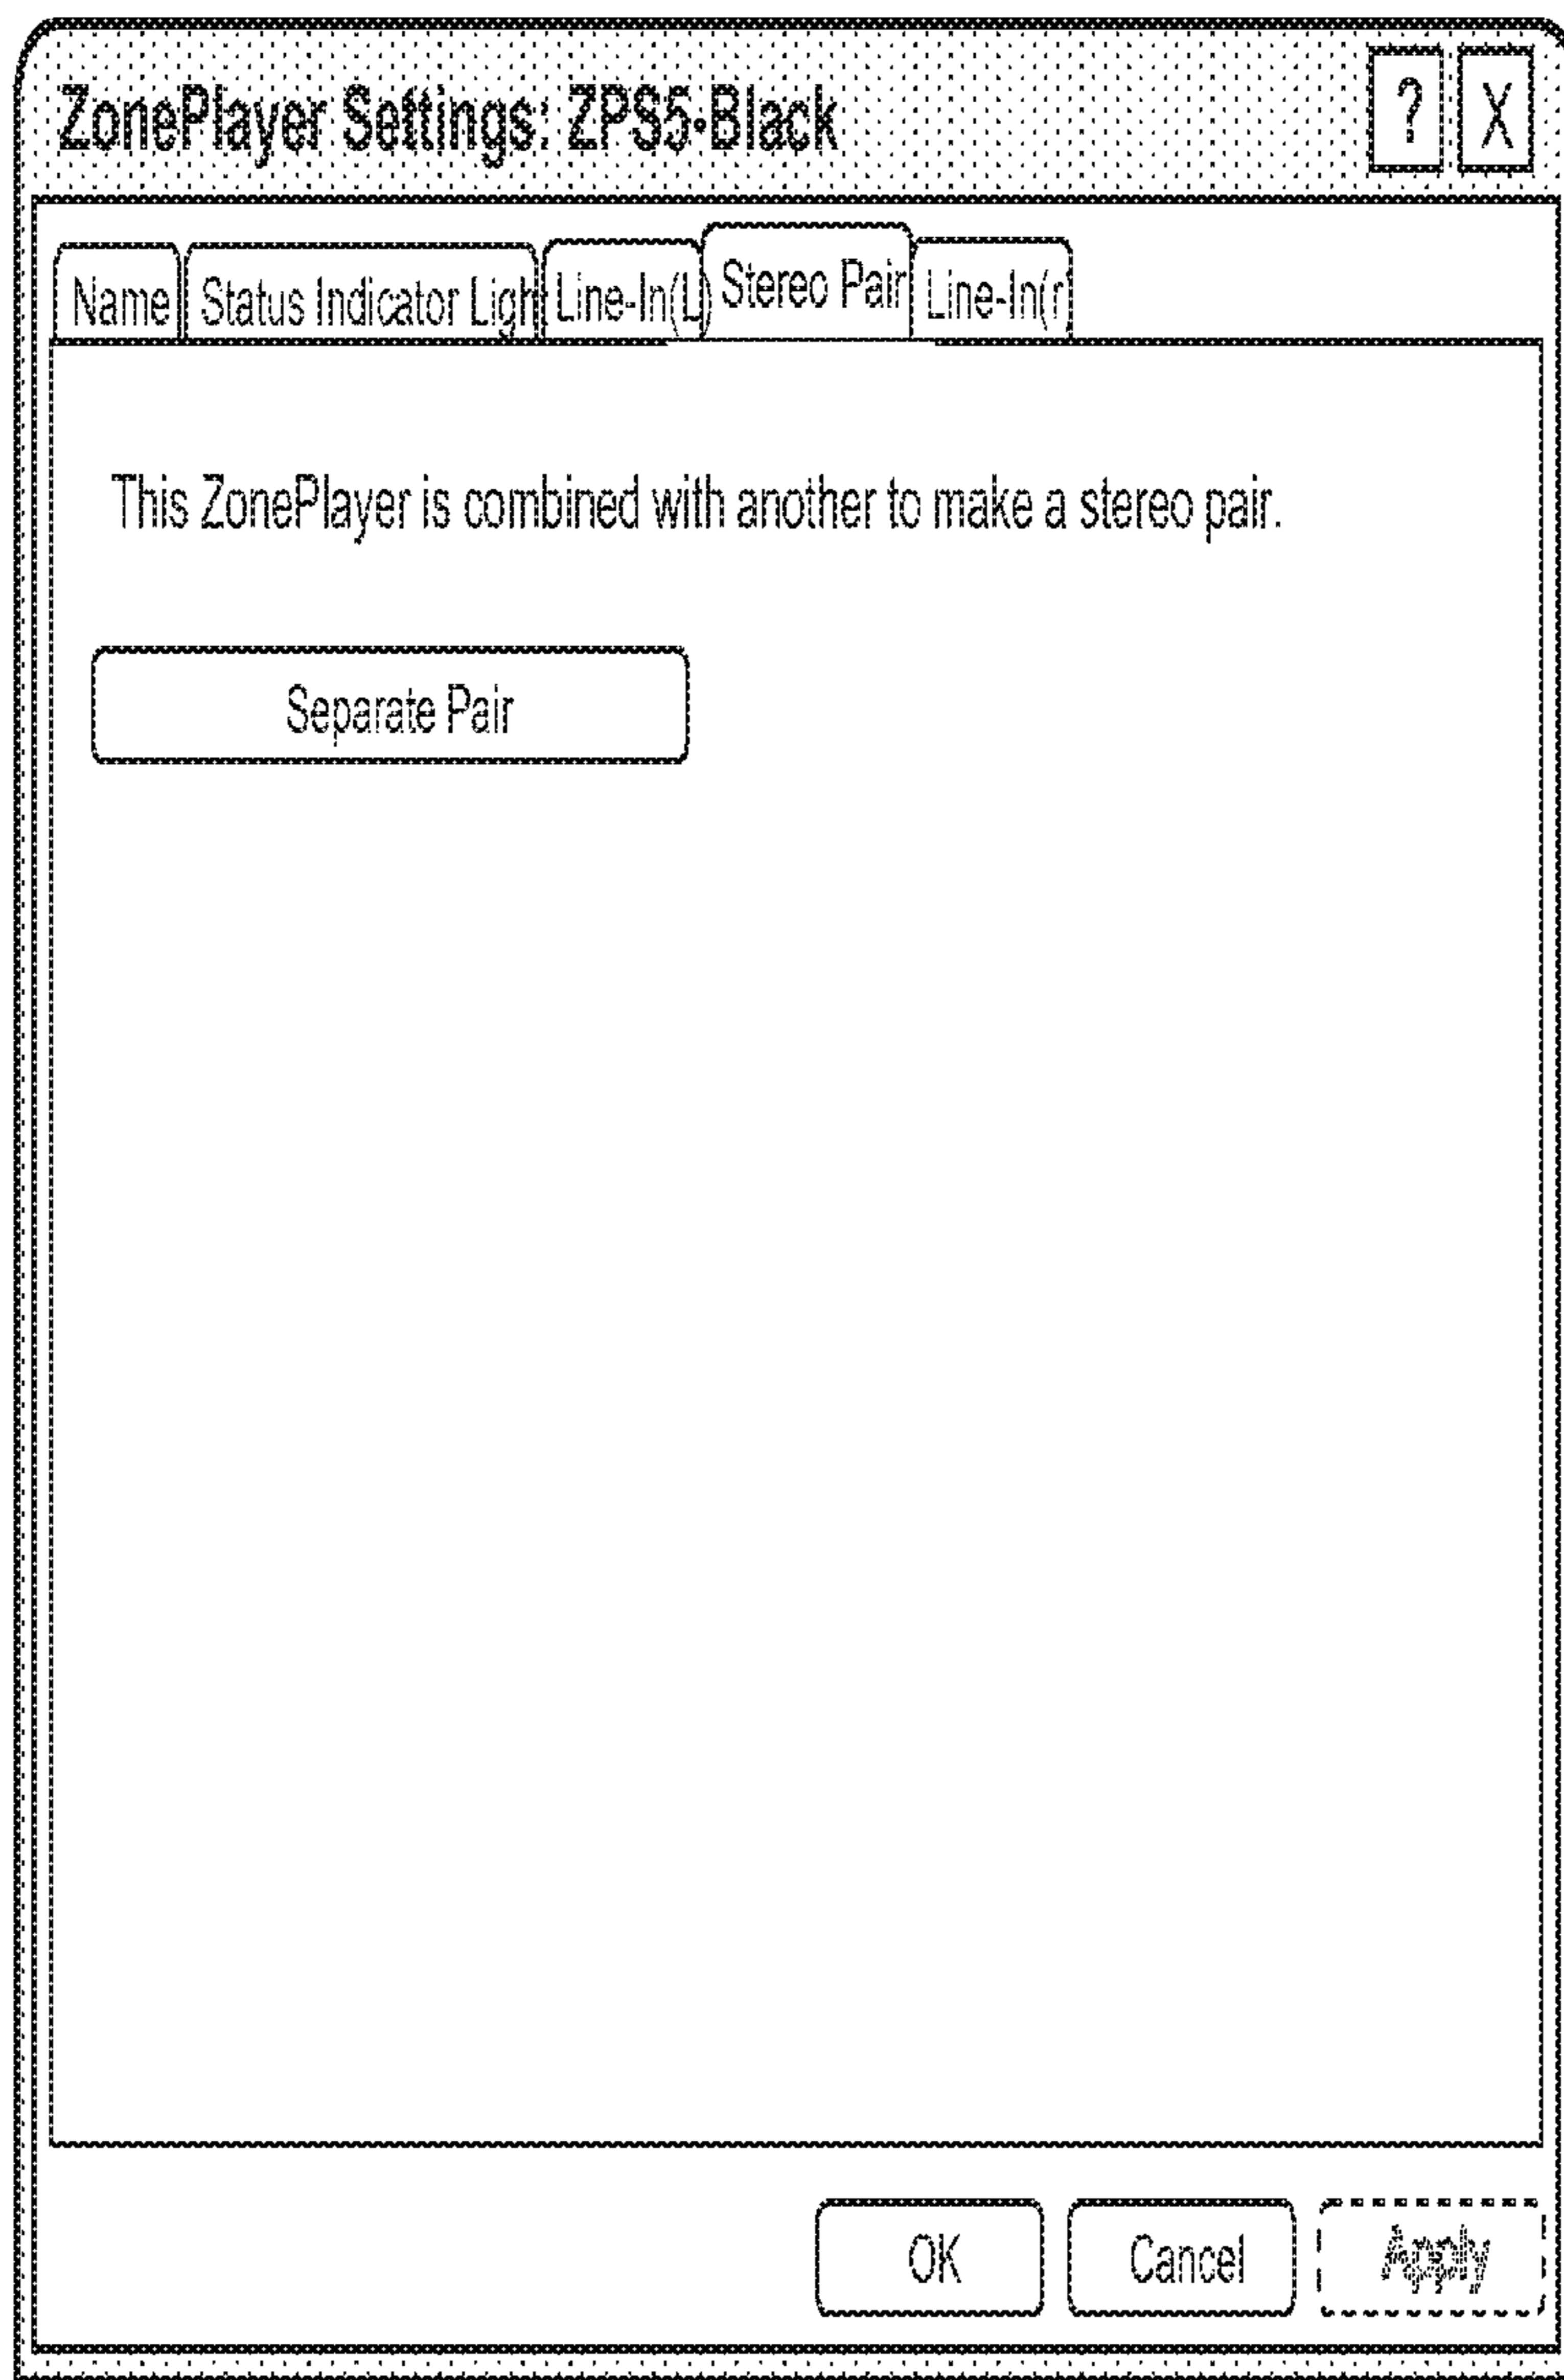 ZonePlayer Settings: ZPS5-Black ? X
Name Status Indicator Ligh Line-In(L) Stereo Pair Line-In(r)
This ZonePlayer is combined with another to make a stereo pair.
Separate Pair
OK Cancel Apply